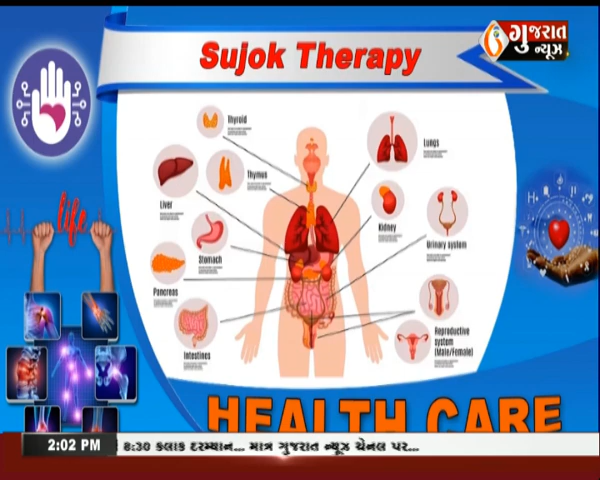 Sujok Therapy
ગુજરાત
ન્યૂઝ
Thyroid
Lungs
Thymus
Liver
Kidney
Stomach
Urinary system
Pancreas
Intestines
Reproductive
system
(Male/Female)
life
HEALTH CARE
2:02 PM
8:30 કલાક દરમ્યાન... માત્ર ગુજરાત ન્યૂઝ ચેનલ પર...